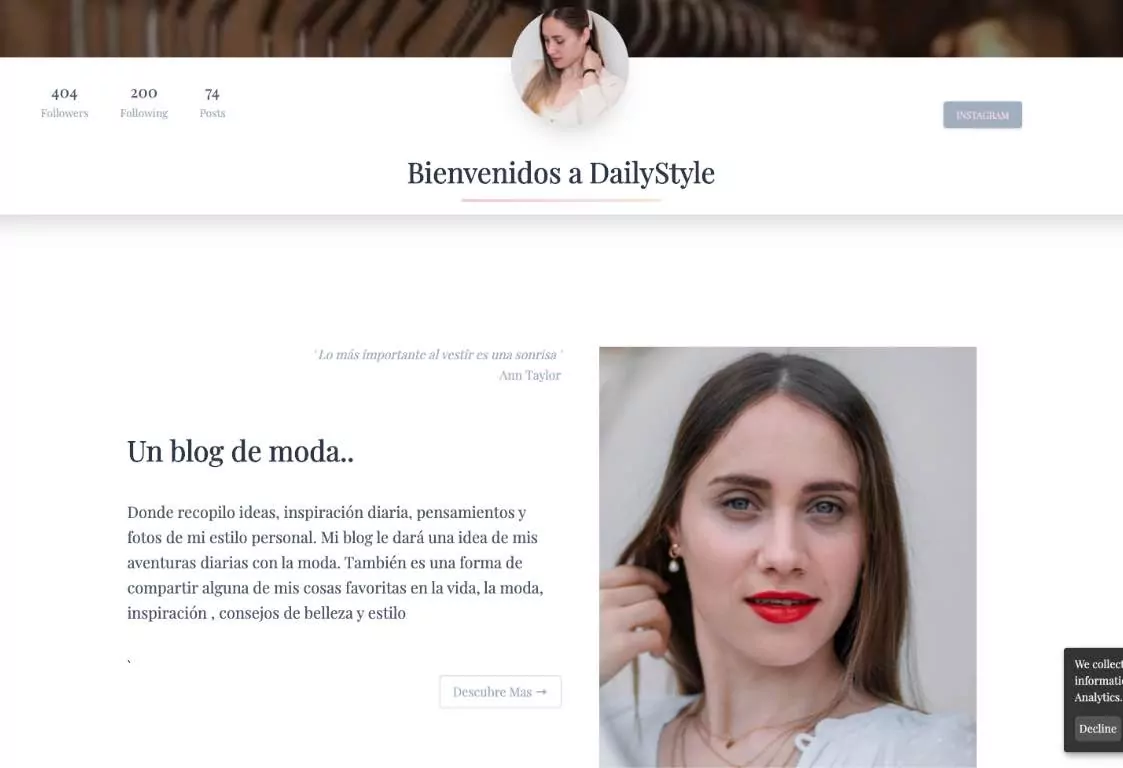 404 200 74
Followers Following Posts
INSTAGRAM
Bienvenidos a DailyStyle
' Lo más importante al vestir es una sonrisa '
Ann Taylor
Un blog de moda..
Donde recopilo ideas, inspiración diaria, pensamientos y
fotos de mi estilo personal. Mi blog le dará una idea de mis
aventuras diarias con la moda. También es una forma de
compartir alguna de mis cosas favoritas en la vida, la moda,
inspiración , consejos de belleza y estilo
`
Descubre Mas →
We collect
informati
Analytics.
Decline